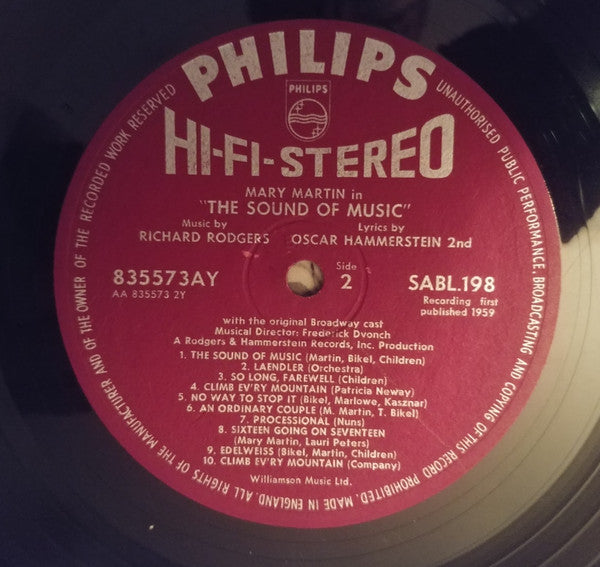 PHILIPS
PHILIPS
HI-FI-STEREO
MARY MARTIN in
"THE SOUND OF MUSIC"
Music by Lyrics by
RICHARD RODGERS OSCAR HAMMERSTEIN 2nd
835573AY Side SABL.198
AA 835573 2Y 2 Recording first
published 1959
with the original Broadway cast
Musical Director: Frederick Dvonch
A Rodgers & Hammerstein Records, Inc. Production
1. THE SOUND OF MUSIC (Martin, Bikel, Children)
2. LAENDLER (Orchestra)
3. SO LONG, FAREWELL (Children)
4. CLIMB EV'RY MOUNTAIN (Patricia Neway)
5. NO WAY TO STOP IT (Bikel, Marlowe, Kasznar)
6. AN ORDINARY COUPLE (M. Martin, T. Bikel)
7. PROCESSIONAL (Nuns)
8. SIXTEEN GOING ON SEVENTEEN
(Mary Martin, Lauri Peters)
9. EDELWEISS (Bikel, Martin, Children)
10. CLIMB EV'RY MOUNTAIN (Company)
Williamson Music Ltd.
MADE IN ENGLAND. ALL RIGHTS OF THE MANUFACTURER AND OF THE OWNER OF THE RECORDED WORK RESERVED
UNAUTHORISED PUBLIC PERFORMANCE, BROADCASTING AND COPYING OF THIS RECORD PROHIBITED.